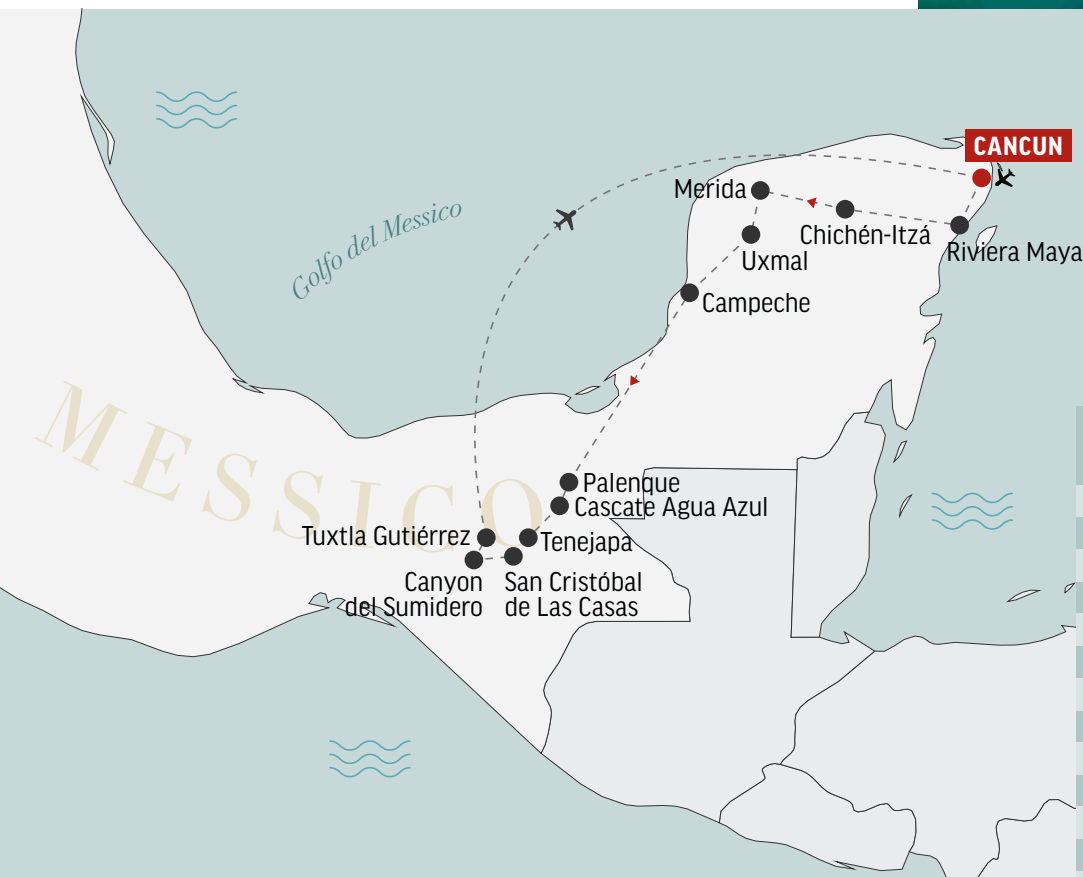 CANCUN
Merida
Chichén-Itzá
Riviera Maya
Uxmal
Golfo del Messico
Campeche
MESSICO
Palenque
Cascate Agua Azul
Tuxtla Gutiérrez
Tenejapa
Canyon
del Sumidero
San Cristóbal
de Las Casas